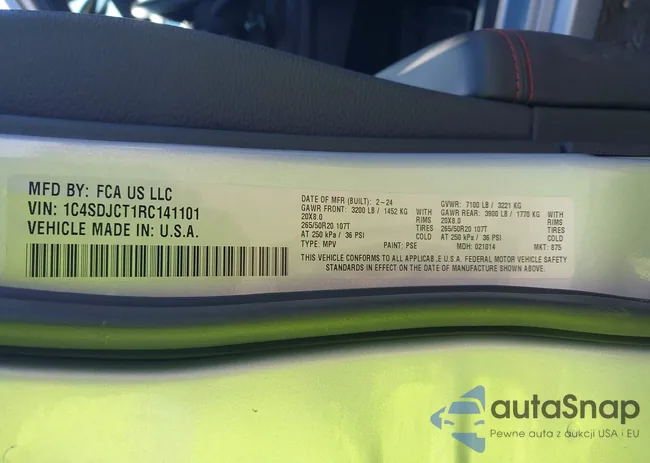 MFD BY: FCA US LLC
VIN: 1C4SDJCT1RC141101
VEHICLE MADE IN: U.S.A.
DATE OF MFR (BUILT): 2-24 GVWR: 7100 LB / 3221 KG
GAWR FRONT: 3200 LB / 1452 KG WITH GAWR REAR: 3900 LB / 1770 KG WITH
20X8.0 RIMS 20X8.0 RIMS
265/50R20 107T TIRES 265/50R20 107T TIRES
AT 250 kPa / 36 PSI COLD AT 250 kPa / 36 PSI COLD
TYPE: MPV PAINT: PSE MDH: 021014 MKT: 875
THIS VEHICLE CONFORMS TO ALL APPLICABLE U.S.A. FEDERAL MOTOR VEHICLE SAFETY
STANDARDS IN EFFECT ON THE DATE OF MANUFACTURE SHOWN ABOVE.
autaSnap
Pewne auta z aukcji USA i EU